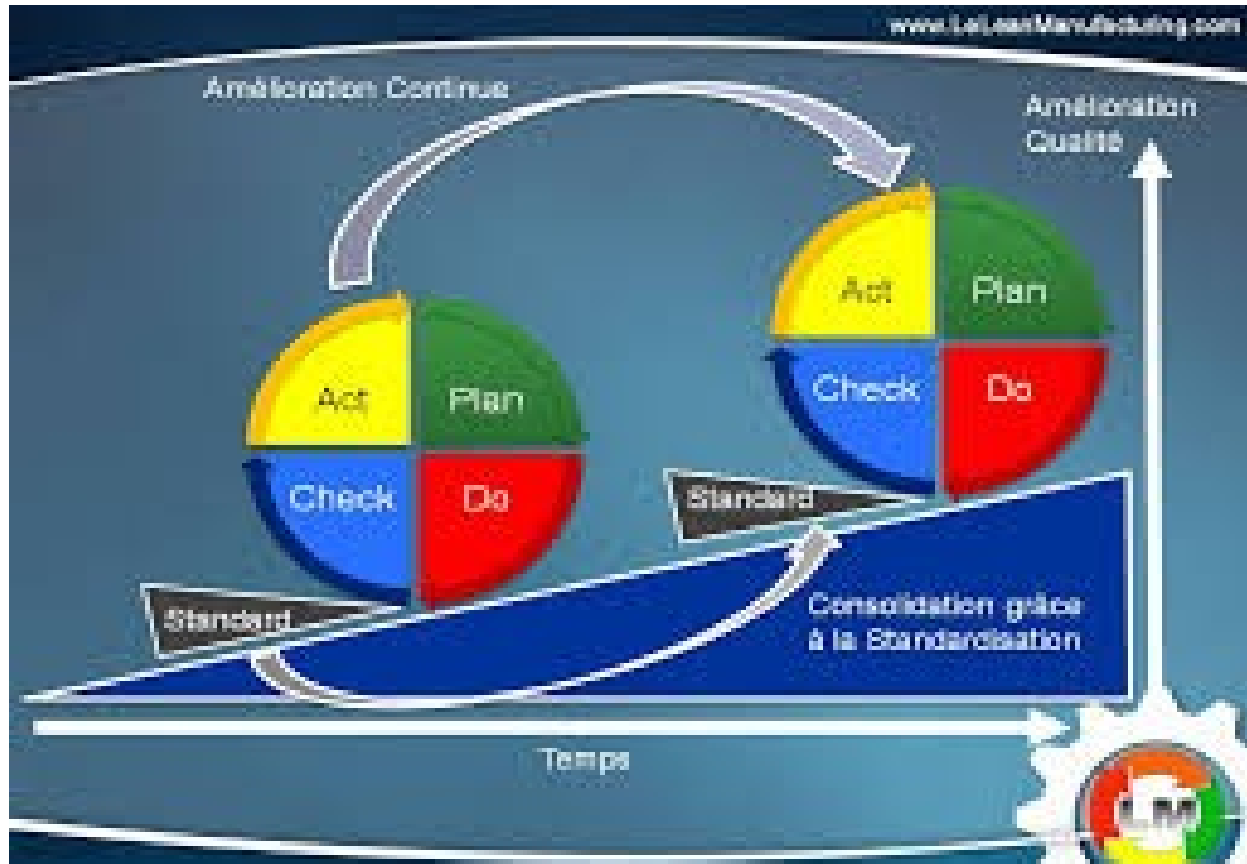 www.LeLeanManufacturing.com
Amélioration Continue
Amélioration
Qualité
Act
Plan
Check
Do
Act
Plan
Check
Do
Standard
Standard
Consolidation grâce
à la Standardisation
Temps
LM